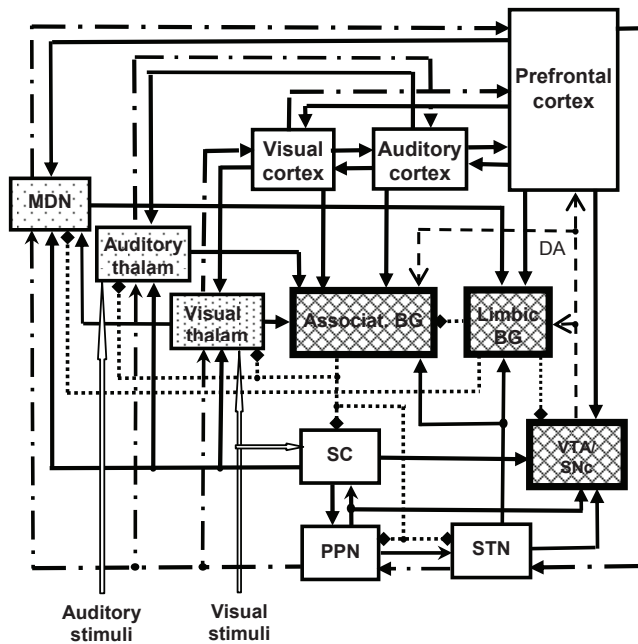 Prefrontal
cortex
Visual
cortex
Auditory
cortex
MDN
Auditory
thalam
DA
Visual
thalam
Associat. BG
Limbic
BG
SC
VTA/
SNc
PPN
STN
Auditory
stimuli
Visual
stimuli